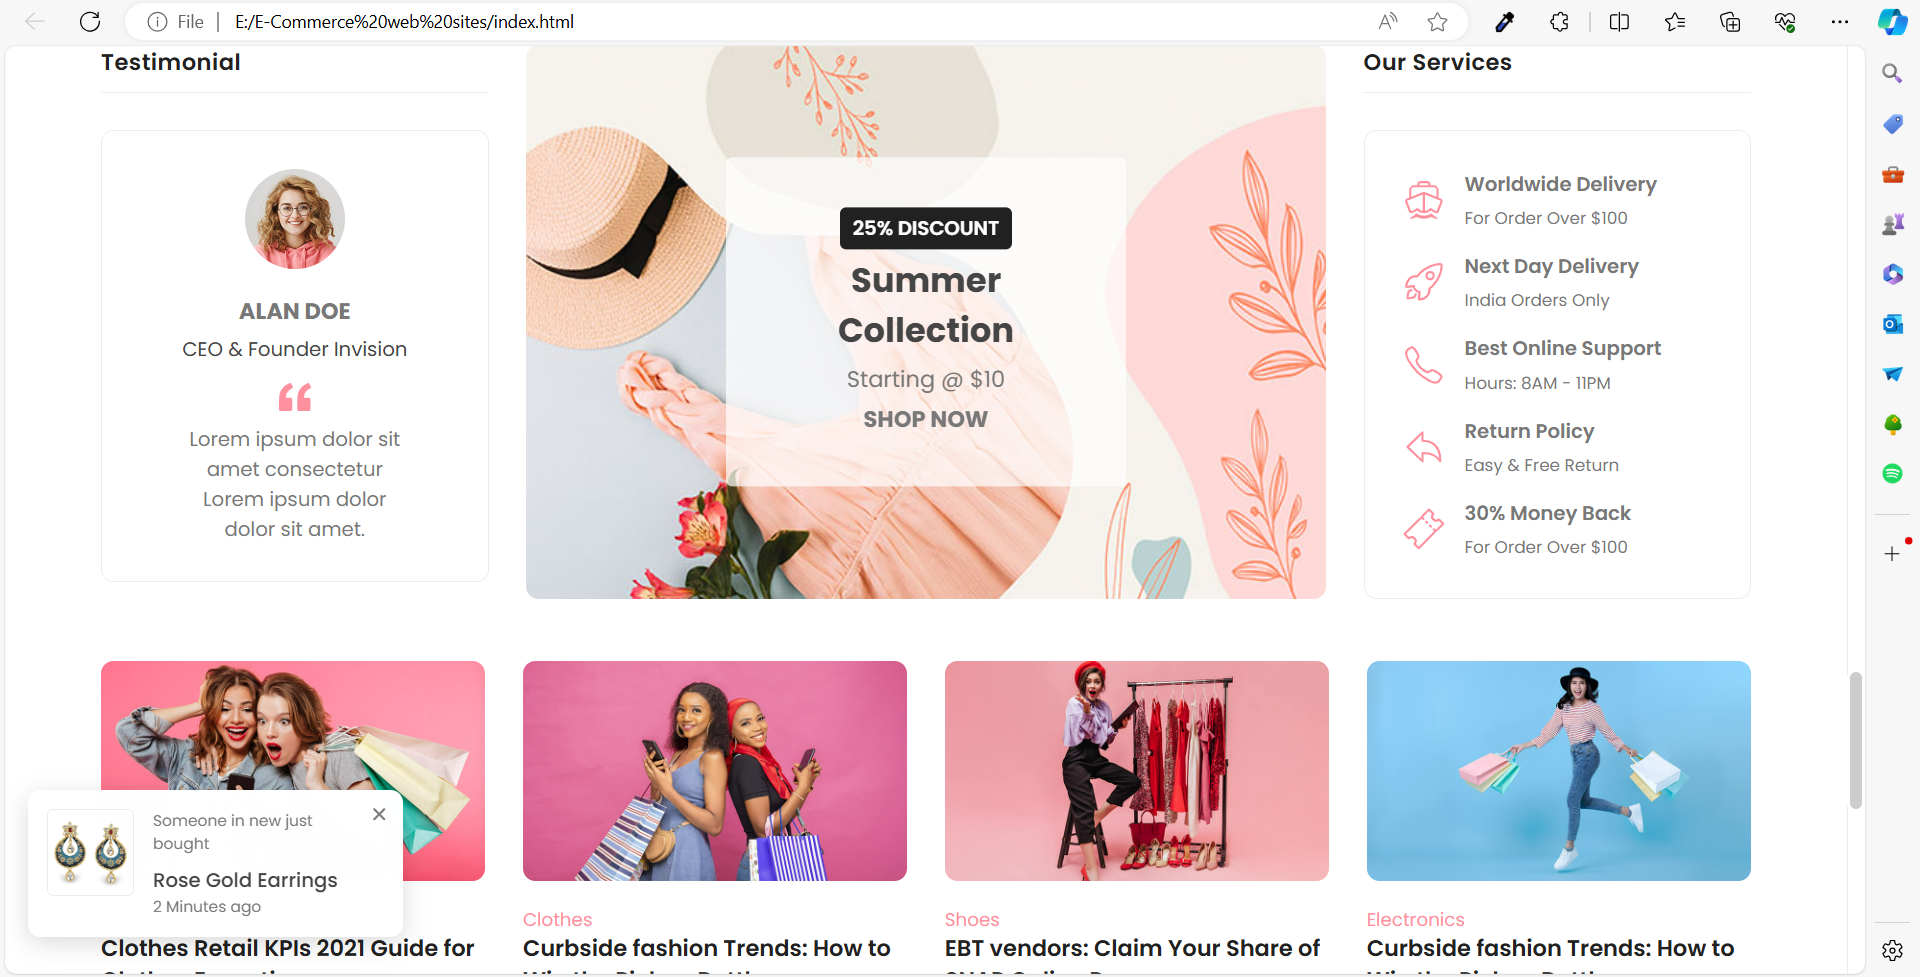 File
E:/E-Commerce%20web%20sites/index.html
Testimonial
ALAN DOE
CEO & Founder Invision
Lorem ipsum dolor sit
amet consectetur
Lorem ipsum dolor
dolor sit amet.
25% DISCOUNT
Summer
Collection
Starting @ $10
SHOP NOW
Our Services
Worldwide Delivery
For Order Over $100
Next Day Delivery
India Orders Only
Best Online Support
Hours: 8AM - 11PM
Return Policy
Easy & Free Return
30% Money Back
For Order Over $100
Someone in new just
bought
Rose Gold Earrings
2 Minutes ago
Clothes Retail KPIs 2021 Guide for
Clothes
Curbside fashion Trends: How to
Shoes
EBT vendors: Claim Your Share of
Electronics
Curbside fashion Trends: How to